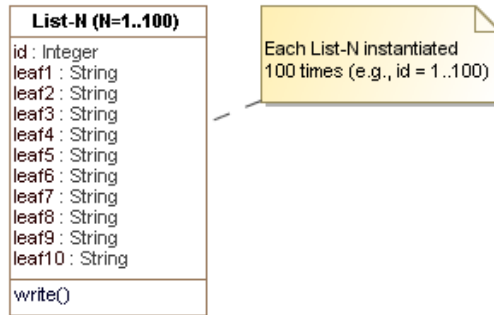 List-N (N=1..100)
id : Integer
leaf1 : String
leaf2 : String
leaf3 : String
leaf4 : String
leaf5 : String
leaf6 : String
leaf7 : String
leaf8 : String
leaf9 : String
leaf10 : String
write()
Each List-N instantiated
100 times (e.g., id = 1..100)